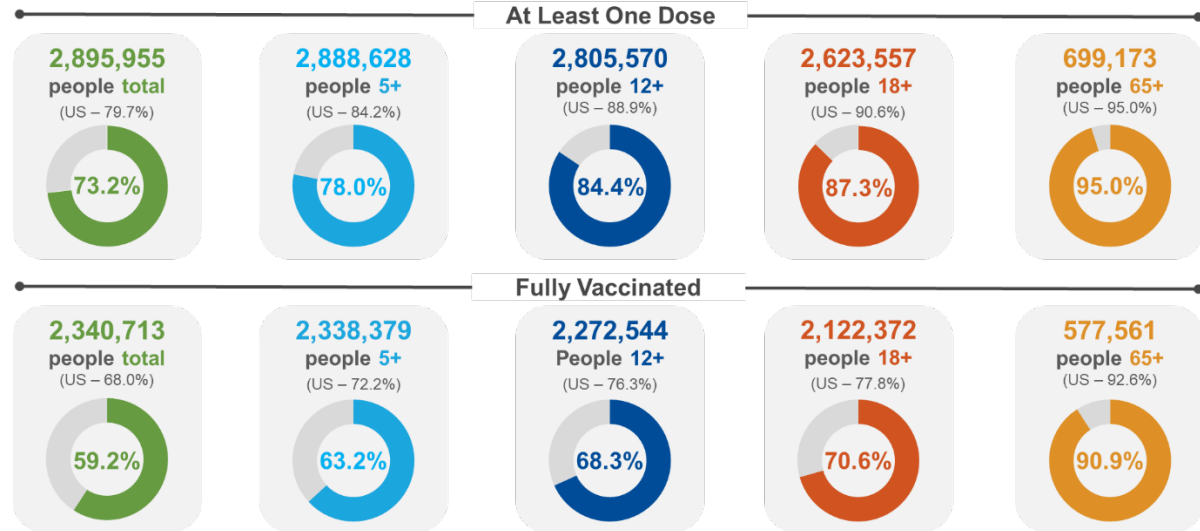 At Least One Dose
2,895,955
people total
(US – 79.7%)
73.2%
2,888,628
people 5+
(US – 84.2%)
78.0%
2,805,570
people 12+
(US – 88.9%)
84.4%
2,623,557
people 18+
(US – 90.6%)
87.3%
699,173
people 65+
(US – 95.0%)
95.0%
Fully Vaccinated
2,340,713
people total
(US – 68.0%)
59.2%
2,338,379
people 5+
(US – 72.2%)
63.2%
2,272,544
People 12+
(US – 76.3%)
68.3%
2,122,372
people 18+
(US – 77.8%)
70.6%
577,561
people 65+
(US – 92.6%)
90.9%